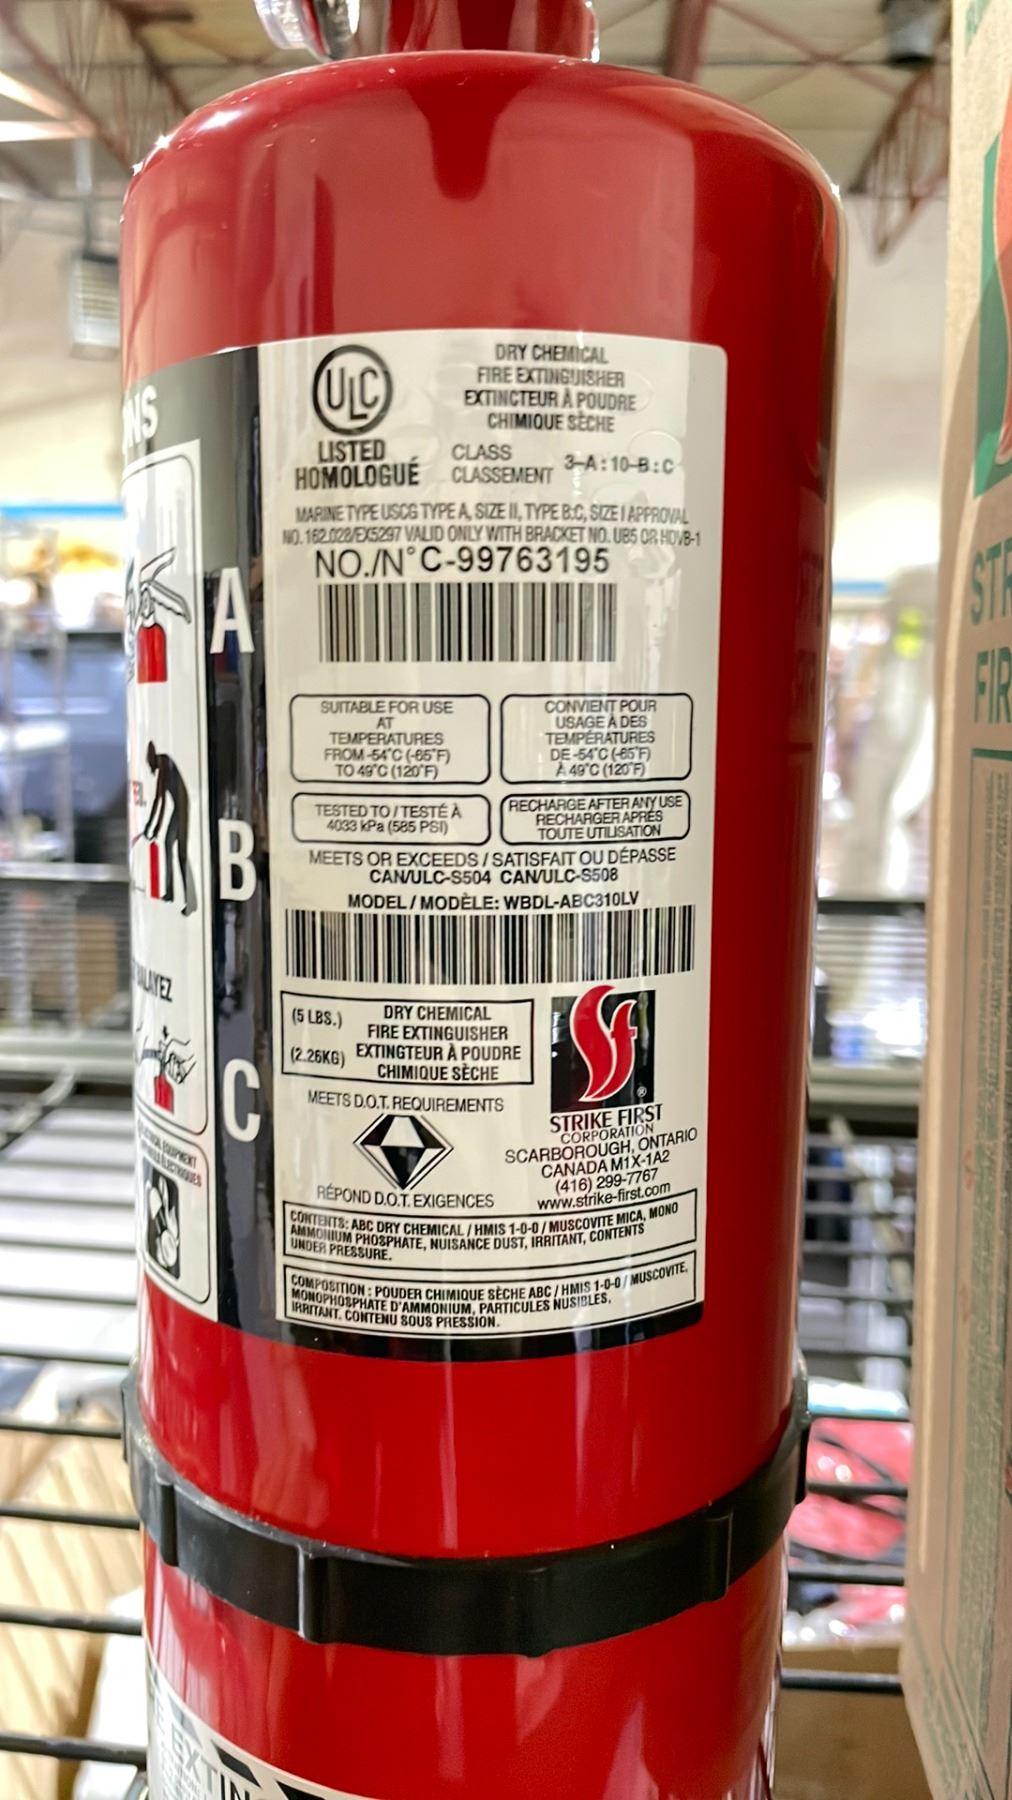 ULC
LISTED
HOMOLOGUÉ
DRY CHEMICAL
FIRE EXTINGUISHER
EXTINCTEUR À POUDRE
CHIMIQUE SÈCHE
CLASS
CLASSEMENT
3-A:10-B:C
MARINE TYPE USCG TYPE A, SIZE II, TYPE B:C, SIZE I APPROVAL
NO. 162.028/EX5297 VALID ONLY WITH BRACKET NO. UB5 OR HDVB-1
NO./N° C-99763195
SUITABLE FOR USE
AT
TEMPERATURES
FROM -54°C (-65°F)
TO 49°C (120°F)
CONVIENT POUR
USAGE À DES
TEMPÉRATURES
DE -54°C (-65°F)
À 49°C (120°F)
TESTED TO / TESTÉ À
4033 kPa (585 PSI)
RECHARGE AFTER ANY USE
RECHARGER APRÈS
TOUTE UTILISATION
MEETS OR EXCEEDS / SATISFAIT OU DÉPASSE
CAN/ULC-S504 CAN/ULC-S508
MODEL / MODÈLE: WBDL-ABC310LV
(5 LBS.)
(2.26KG)
DRY CHEMICAL
FIRE EXTINGUISHER
EXTINGTEUR À POUDRE
CHIMIQUE SÈCHE
MEETS D.O.T. REQUIREMENTS
RÉPOND D.O.T. EXIGENCES
®
STRIKE FIRST
CORPORATION
SCARBOROUGH, ONTARIO
CANADA M1X-1A2
(416) 299-7767
www.strike-first.com
CONTENTS: ABC DRY CHEMICAL / HMIS 1-0-0 / MUSCOVITE MICA, MONO
AMMONIUM PHOSPHATE, NUISANCE DUST, IRRITANT, CONTENTS
UNDER PRESSURE.
COMPOSITION : POUDER CHIMIQUE SÈCHE ABC / HMIS 1-0-0 / MUSCOVITE,
MONOPHOSPHATE D'AMMONIUM, PARTICULES NUSIBLES,
IRRITANT. CONTENU SOUS PRESSION.
A
B
C
NS
ALAYEZ
STR
FIR